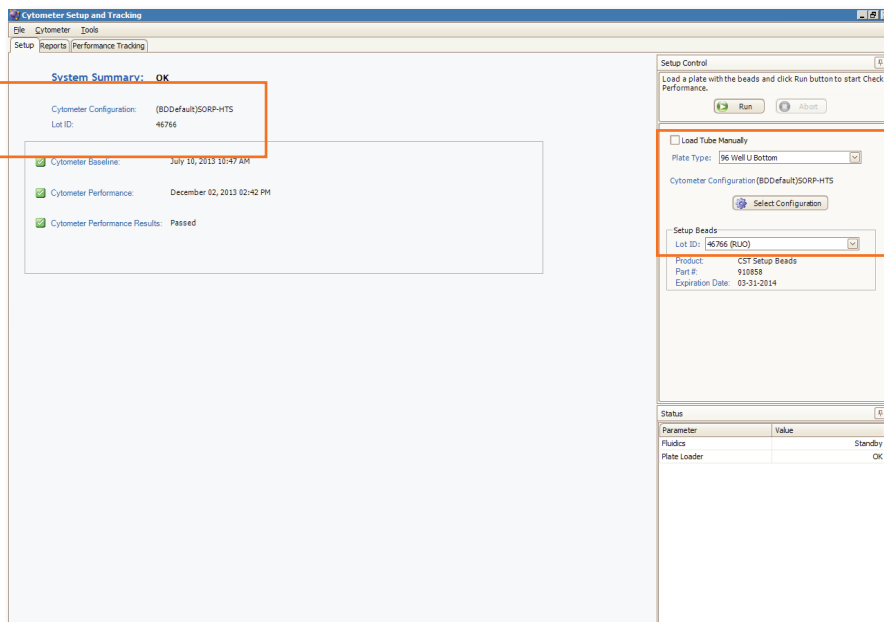 Cytometer Setup and Tracking
File Cytometer Tools
Setup Reports Performance Tracking
System Summary: OK
Cytometer Configuration: (BDDefault)SORP-HTS
Lot ID: 46766
Cytometer Baseline: July 10, 2013 10:47 AM
Cytometer Performance: December 02, 2013 02:42 PM
Cytometer Performance Results: Passed
Setup Control
Load a plate with the beads and click Run button to start Check
Performance.
Run Abort
Load Tube Manually
Plate Type: 96 Well U Bottom
Cytometer Configuration (BDDefault)SORP-HTS
Select Configuration
Setup Beads
Lot ID: 46766 (RUO)
Product: CST Setup Beads
Part #: 910858
Expiration Date: 03-31-2014
Status
Parameter Value
Fluidics Standby
Plate Loader OK